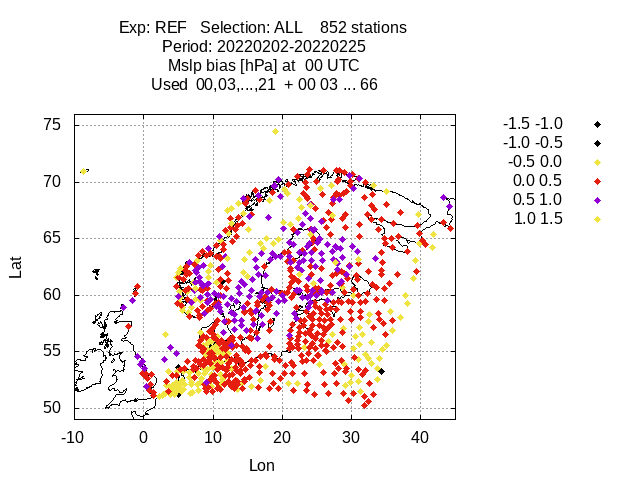 Exp: REF   Selection: ALL    852 stations
Period: 20220202-20220225
Mslp bias [hPa] at  00 UTC
Used  00,03,...,21  + 00 03 ... 66
-1.5 -1.0
-1.0 -0.5
-0.5 0.0
0.0 0.5
0.5 1.0
1.0 1.5
75
70
65
60
55
50
Lat
-10 0 10 20 30 40
Lon